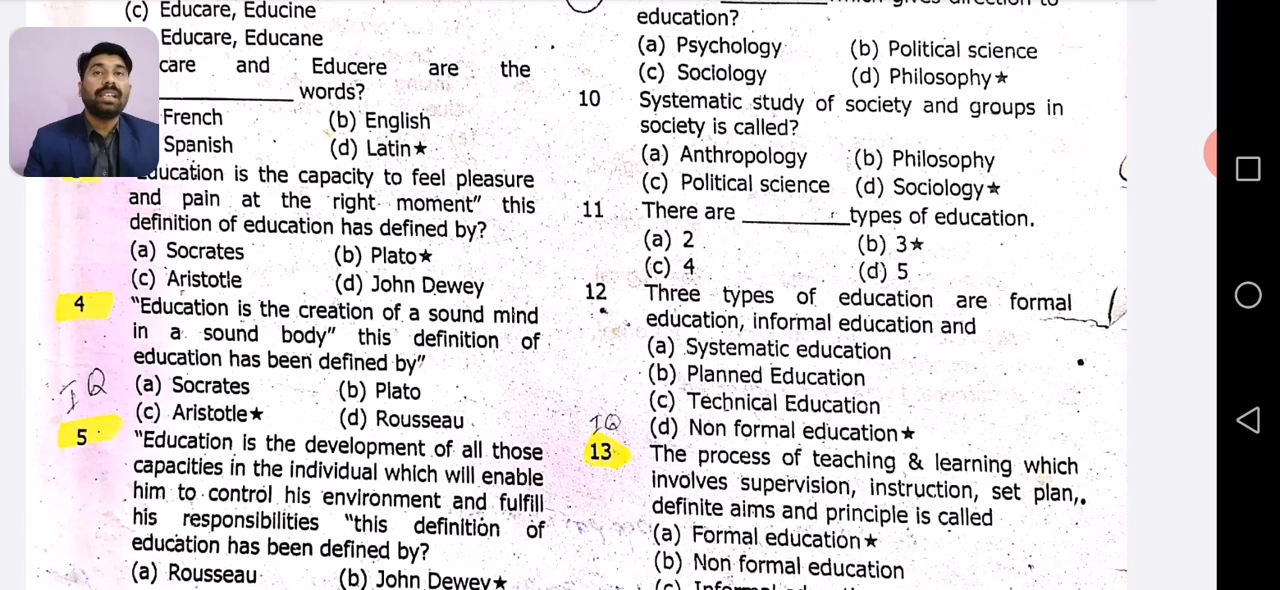 (c) Educare, Educine
Educare, Educane
care and Educere are the
__________ words?
French (b) English
Spanish (d) Latin★
ducation is the capacity to feel pleasure
and pain at the right moment" this
definition of education has defined by?
(a) Socrates (b) Plato★
(c) Aristotle (d) John Dewey
4 "Education is the creation of a sound mind
in a sound body" this definition of
education has been defined by"
IQ
(a) Socrates (b) Plato
(c) Aristotle★ (d) Rousseau
5 "Education is the development of all those
capacities in the individual which will enable
him to control his environment and fulfill
his responsibilities "this definition of
education has been defined by?
(a) Rousseau (b) John Dewey★
education?
(a) Psychology (b) Political science
(c) Sociology (d) Philosophy★
10 Systematic study of society and groups in
society is called?
(a) Anthropology (b) Philosophy
(c) Political science (d) Sociology★
11 There are __________ types of education.
(a) 2 (b) 3★
(c) 4 (d) 5
12 Three types of education are formal
education, informal education and
(a) Systematic education
(b) Planned Education
(c) Technical Education
(d) Non formal education★
IQ
13 The process of teaching & learning which
involves supervision, instruction, set plan,
definite aims and principle is called
(a) Formal education★
(b) Non formal education